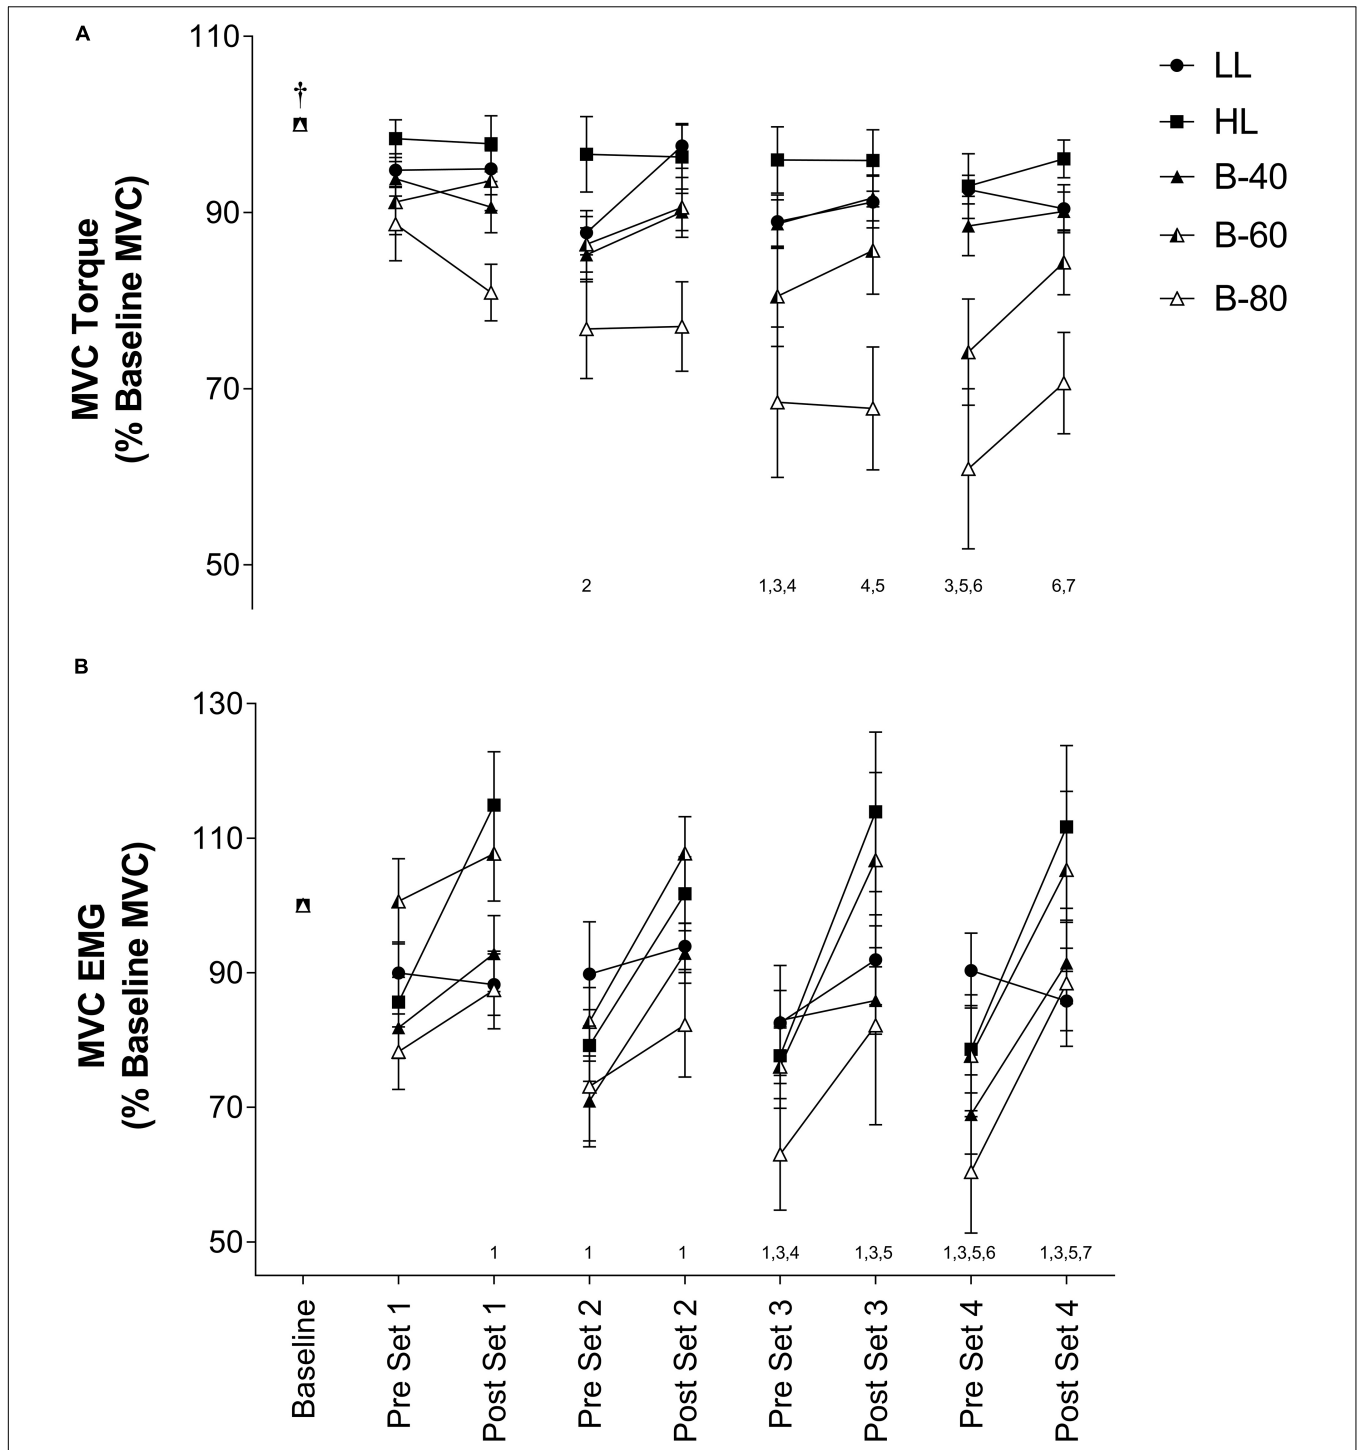 A
110
90
70
50
MVC Torque
(% Baseline MVC)
†
LL
HL
B-40
B-60
B-80
2
1,3,4
4,5
3,5,6
6,7
B
130
110
90
70
50
MVC EMG
(% Baseline MVC)
1
1
1
1,3,4
1,3,5
1,3,5,6
1,3,5,7
Baseline
Pre Set 1
Post Set 1
Pre Set 2
Post Set 2
Pre Set 3
Post Set 3
Pre Set 4
Post Set 4